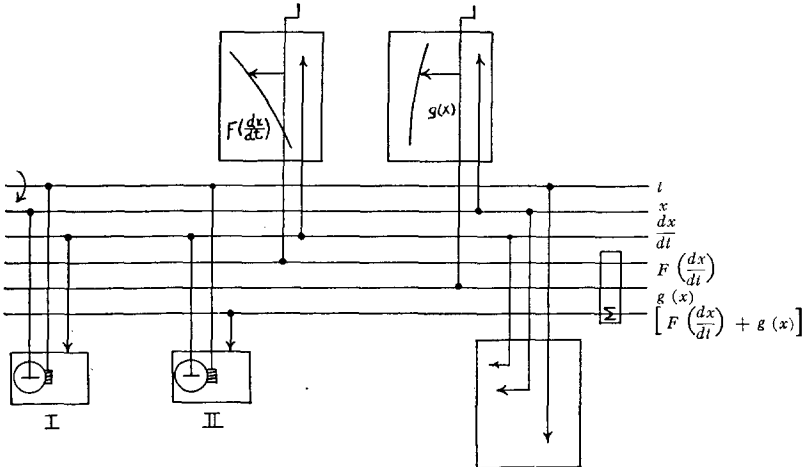 F(dx/dt)
g(x)
t
x
dx/dt
F (dx/dt)
g (x)
Σ
[F (dx/dt) + g (x)]
I
II